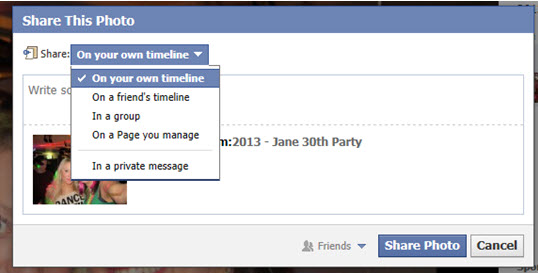 Share This Photo
Share: On your own timeline
On your own timeline
On a friend's timeline
In a group
On a Page you manage
In a private message
Write
2013 - Jane 30th Party
DANCE
Friends
Share Photo
Cancel